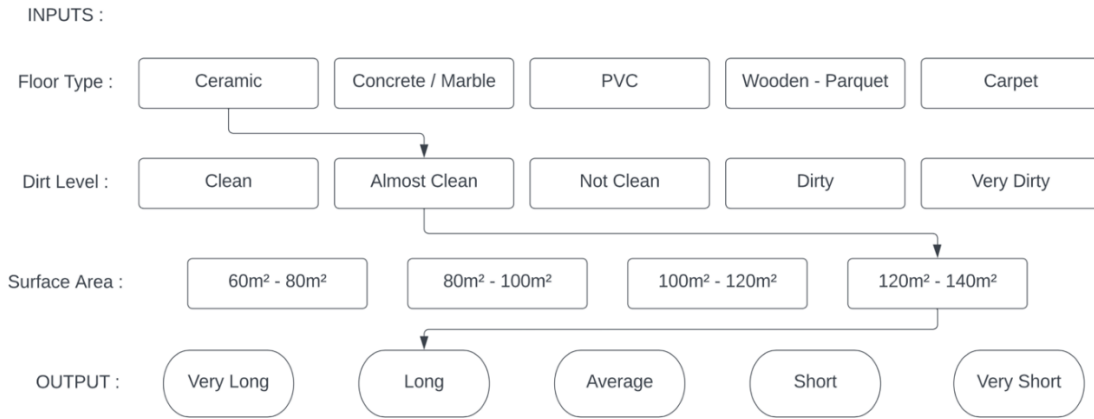 INPUTS :
Floor Type : Ceramic Concrete / Marble PVC Wooden - Parquet Carpet
Dirt Level : Clean Almost Clean Not Clean Dirty Very Dirty
Surface Area : 60m² - 80m² 80m² - 100m² 100m² - 120m² 120m² - 140m²
OUTPUT : Very Long Long Average Short Very Short